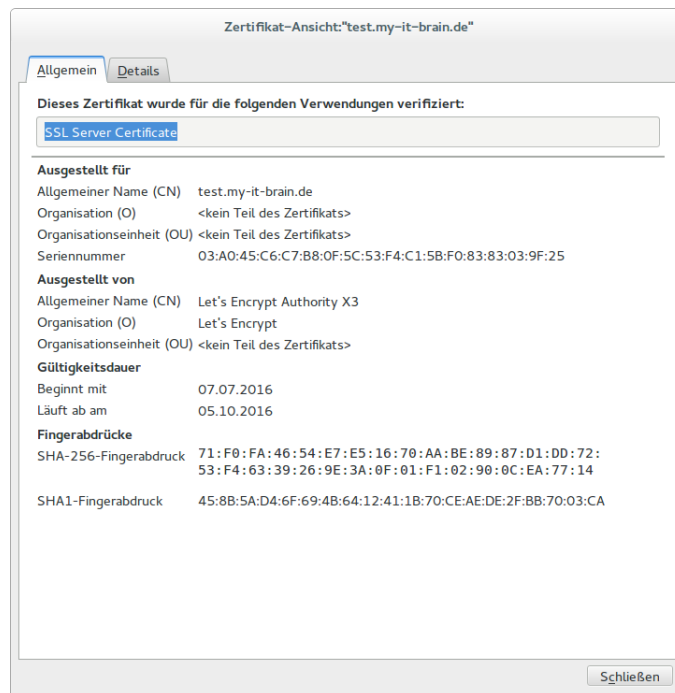 Zertifikat-Ansicht:"test.my-it-brain.de"
Allgemein Details
Dieses Zertifikat wurde für die folgenden Verwendungen verifiziert:
SSL Server Certificate
Ausgestellt für
Allgemeiner Name (CN) test.my-it-brain.de
Organisation (O) <kein Teil des Zertifikats>
Organisationseinheit (OU) <kein Teil des Zertifikats>
Seriennummer 03:A0:45:C6:C7:B8:0F:5C:53:F4:C1:5B:F0:83:83:03:9F:25
Ausgestellt von
Allgemeiner Name (CN) Let's Encrypt Authority X3
Organisation (O) Let's Encrypt
Organisationseinheit (OU) <kein Teil des Zertifikats>
Gültigkeitsdauer
Beginnt mit 07.07.2016
Läuft ab am 05.10.2016
Fingerabdrücke
SHA-256-Fingerabdruck 71:F0:FA:46:54:E7:E5:16:70:AA:BE:89:87:D1:DD:72:
53:F4:63:39:26:9E:3A:0F:01:F1:02:90:0C:EA:77:14
SHA1-Fingerabdruck 45:8B:5A:D4:6F:69:4B:64:12:41:1B:70:CE:AE:DE:2F:BB:70:03:CA
Schließen